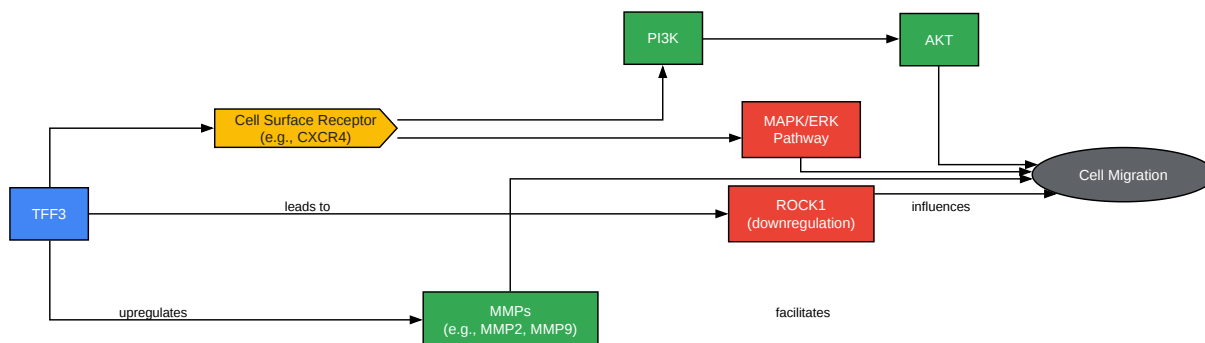 PI3K
AKT
Cell Surface Receptor
(e.g., CXCR4)
MAPK/ERK
Pathway
Cell Migration
TFF3
leads to
ROCK1
(downregulation)
influences
upregulates
MMPs
(e.g., MMP2, MMP9)
facilitates